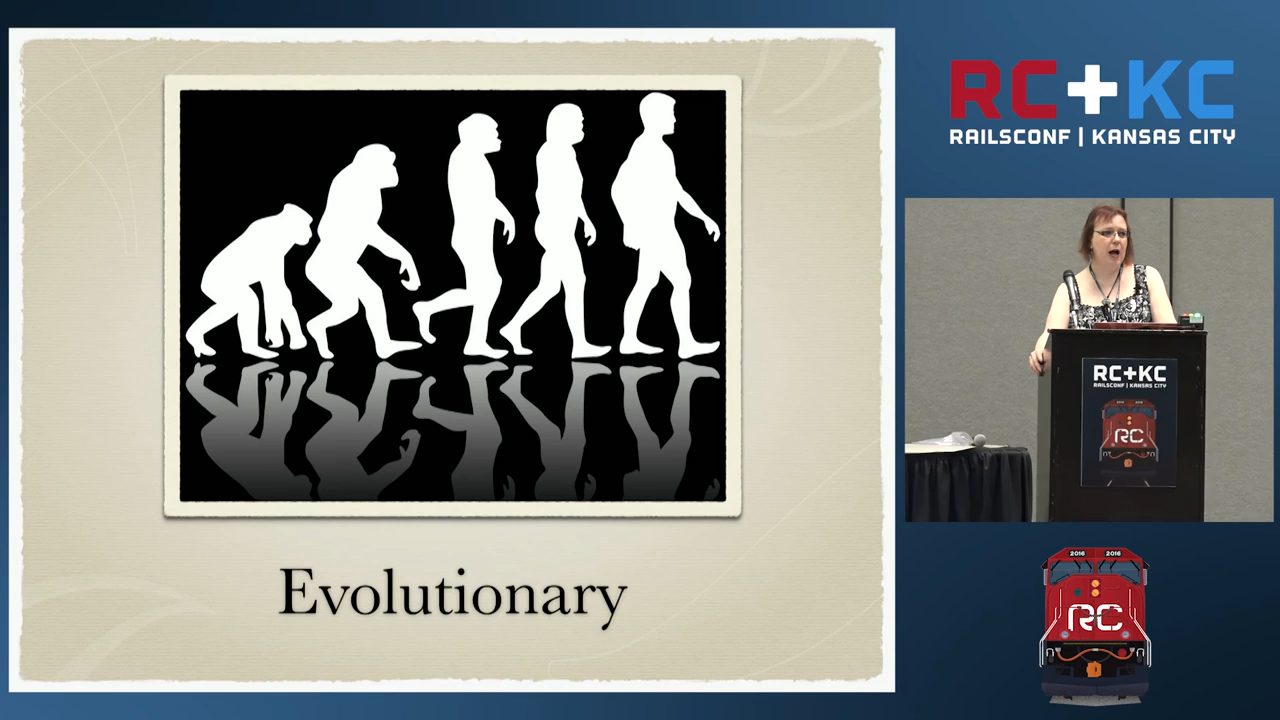 Evolutionary
RC+KC
RAILSCONF | KANSAS CITY
RC+KC
RAILSCONF | KANSAS CITY
RC
2016 2016
RC